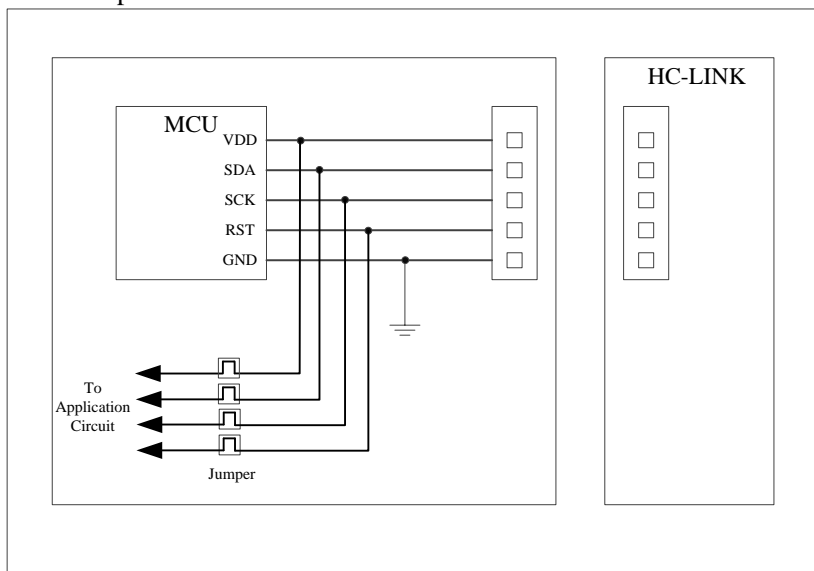 HC-LINK
MCU
VDD
SDA
SCK
RST
GND
To
Application
Circuit
Jumper